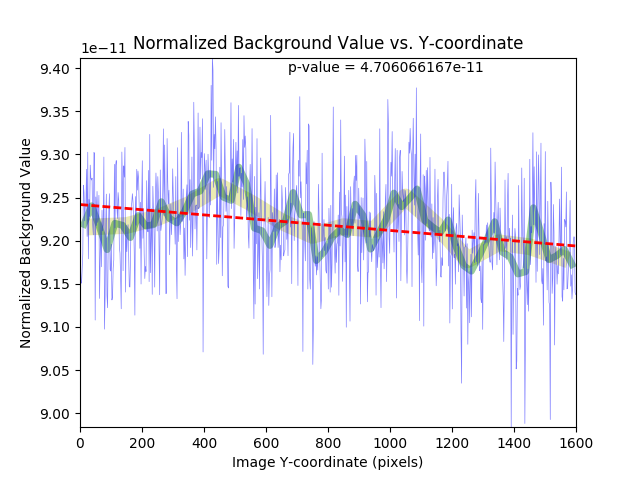 Normalized Background Value vs. Y-coordinate
1e−11
p-value = 4.706066167e-11
9.40
9.35
9.30
9.25
9.20
9.15
9.10
9.05
9.00
Normalized Background Value
0 200 400 600 800 1000 1200 1400 1600
Image Y-coordinate (pixels)